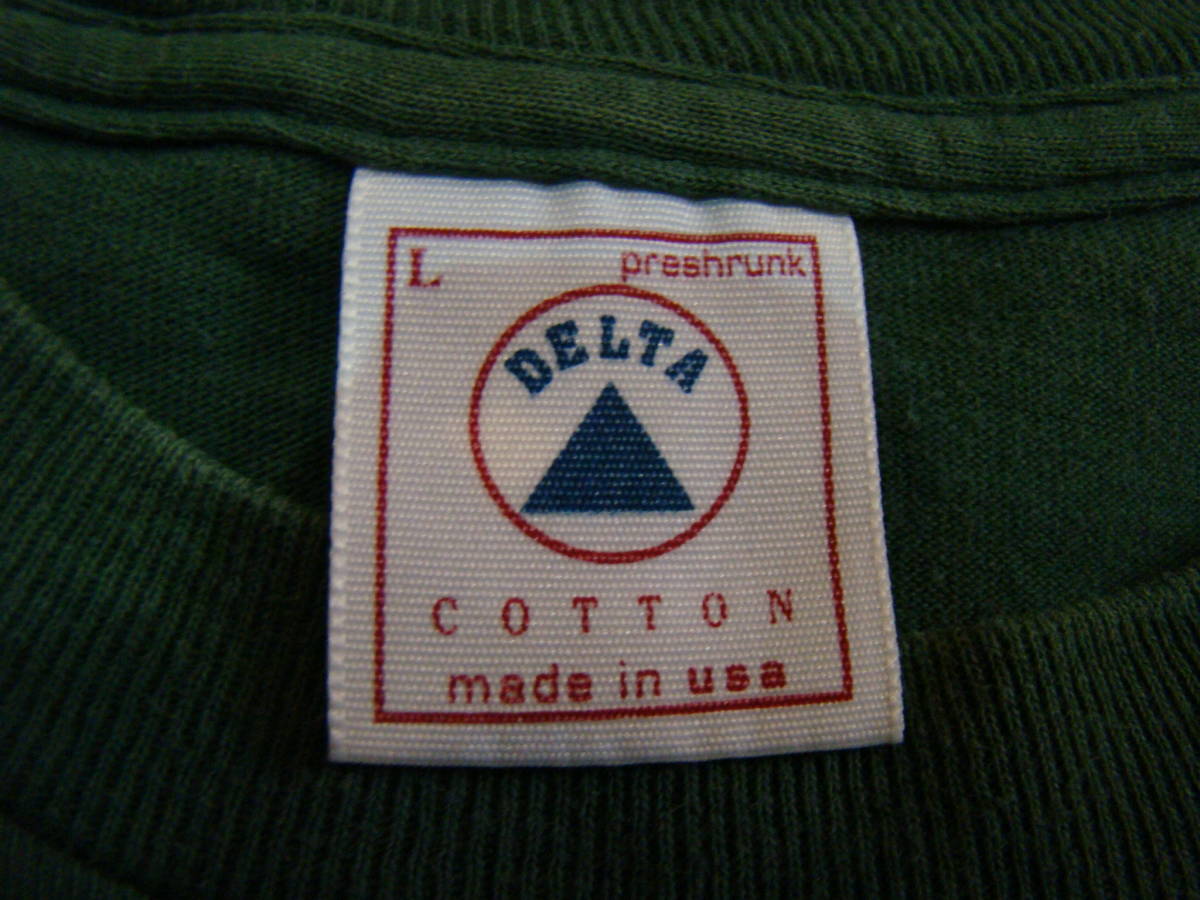 L preshrunk
DELTA
COTTON
made in usa